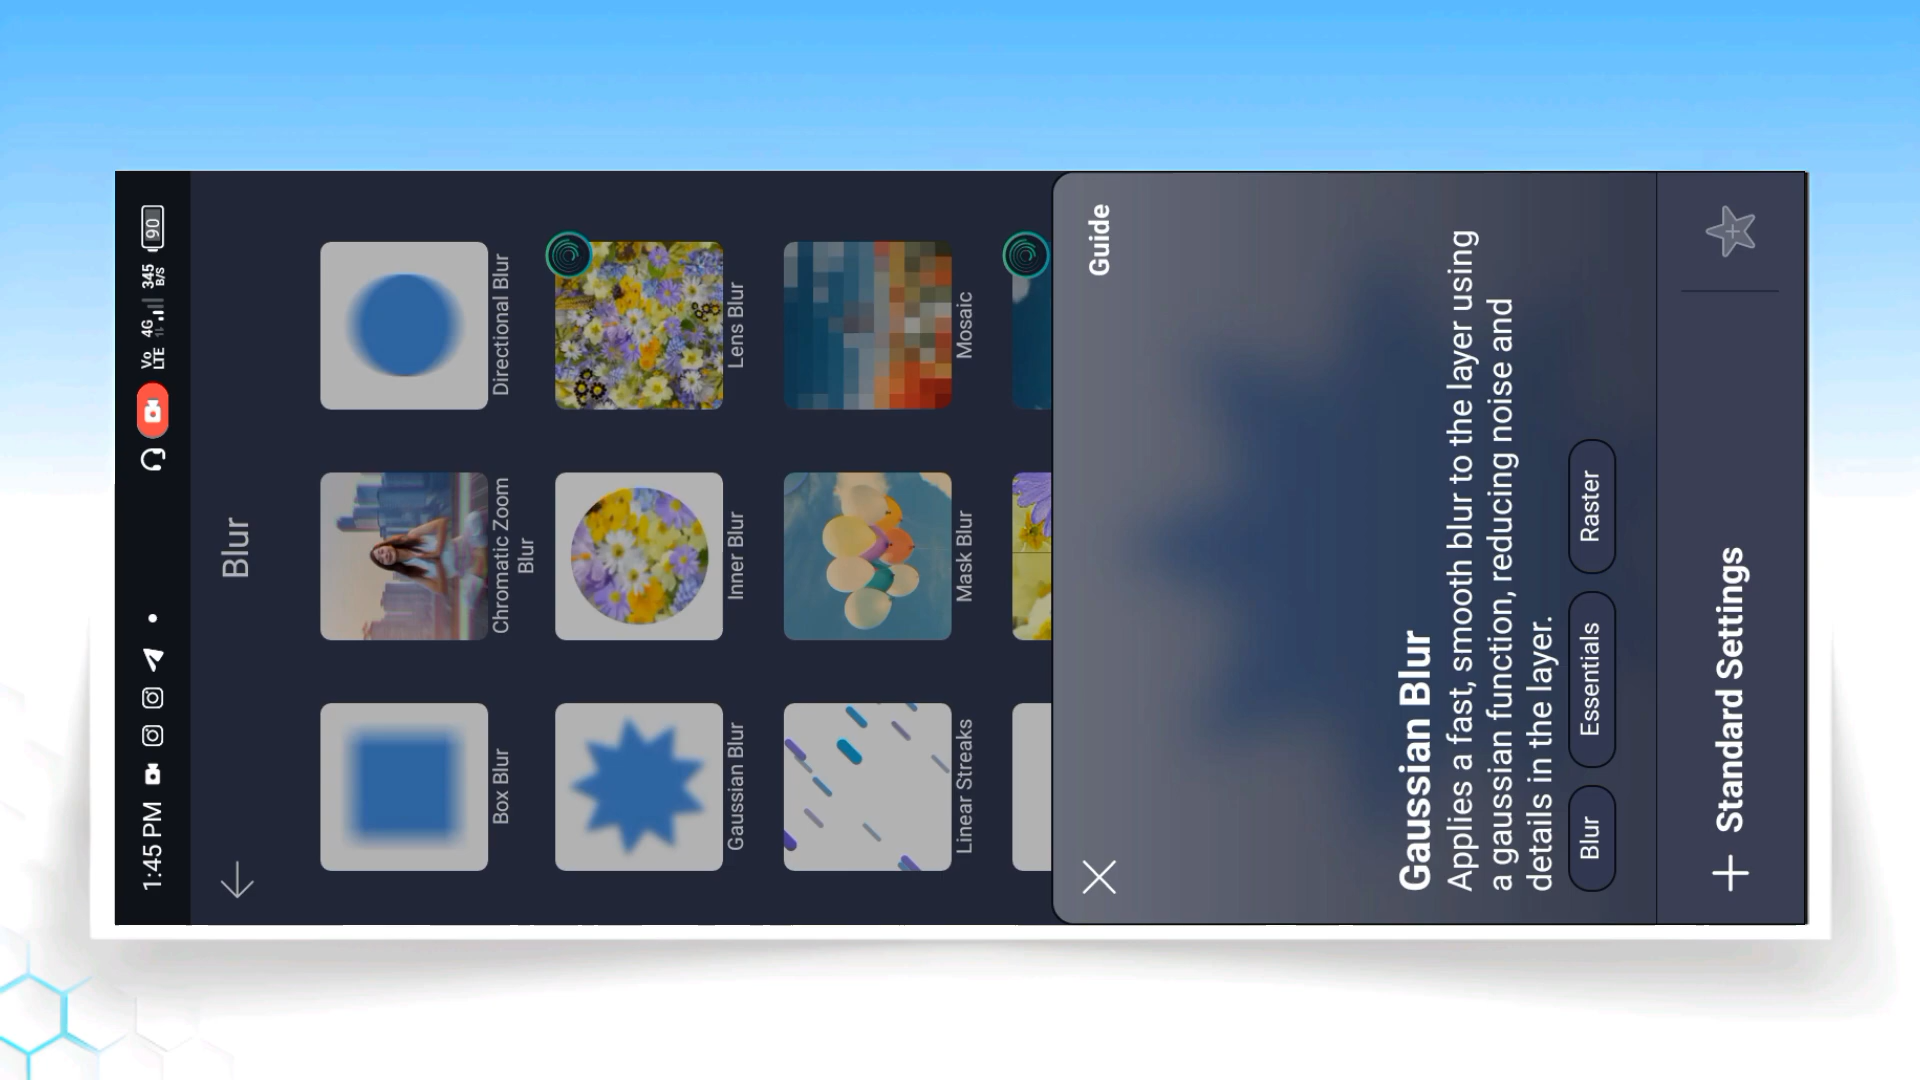 1:45 PM
Vo LTE
4G
345 B/S
90
Blur
Box Blur
Chromatic Zoom
Blur
Directional Blur
Gaussian Blur
Inner Blur
Lens Blur
Linear Streaks
Mask Blur
Mosaic
Guide
Gaussian Blur
Applies a fast, smooth blur to the layer using
a gaussian function, reducing noise and
details in the layer.
Blur
Essentials
Raster
Standard Settings